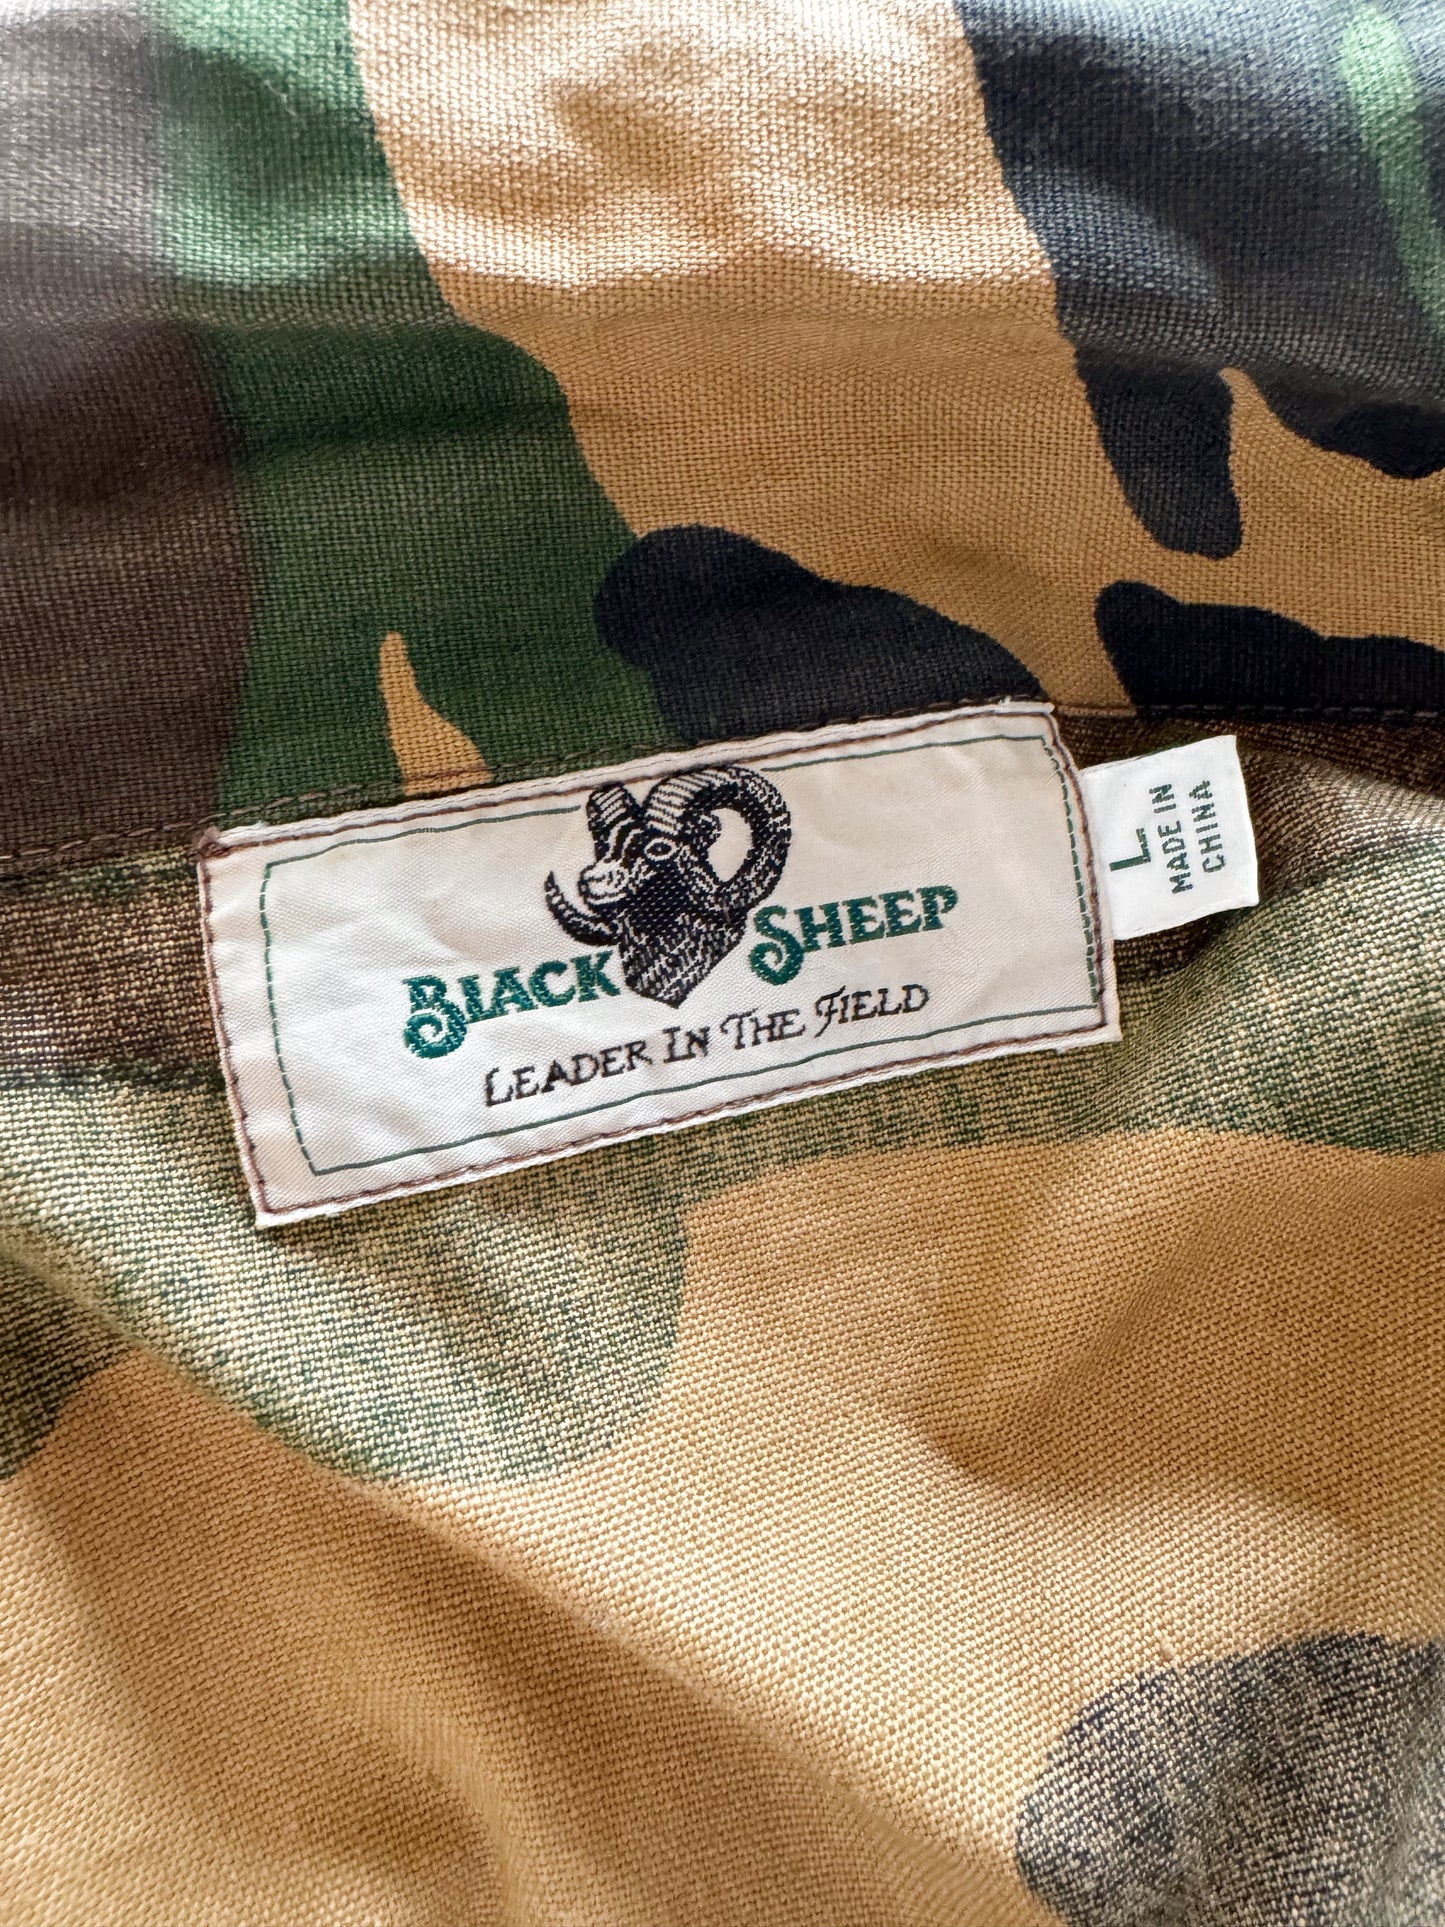 BLACK SHEEP
LEADER IN THE FIELD
L
MADE IN
CHINA